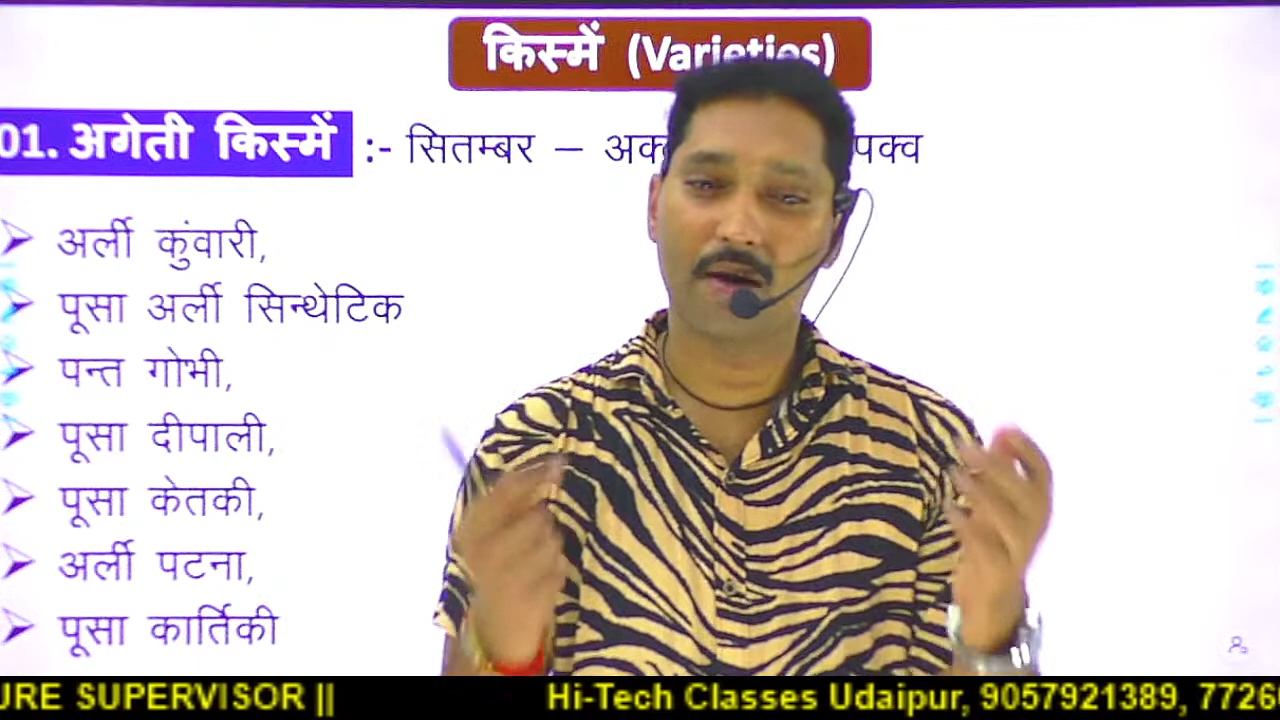 किस्में (Varieties)
01. अगेती किस्में :- सितम्बर – पक्व
➢ अर्ली कुंवारी,
➢ पूसा अर्ली सिन्थेटिक
➢ पन्त गोभी,
➢ पूसा दीपाली,
➢ पूसा केतकी,
➢ अर्ली पटना,
➢ पूसा कार्तिकी
URE SUPERVISOR || Hi-Tech Classes Udaipur, 9057921389, 7726